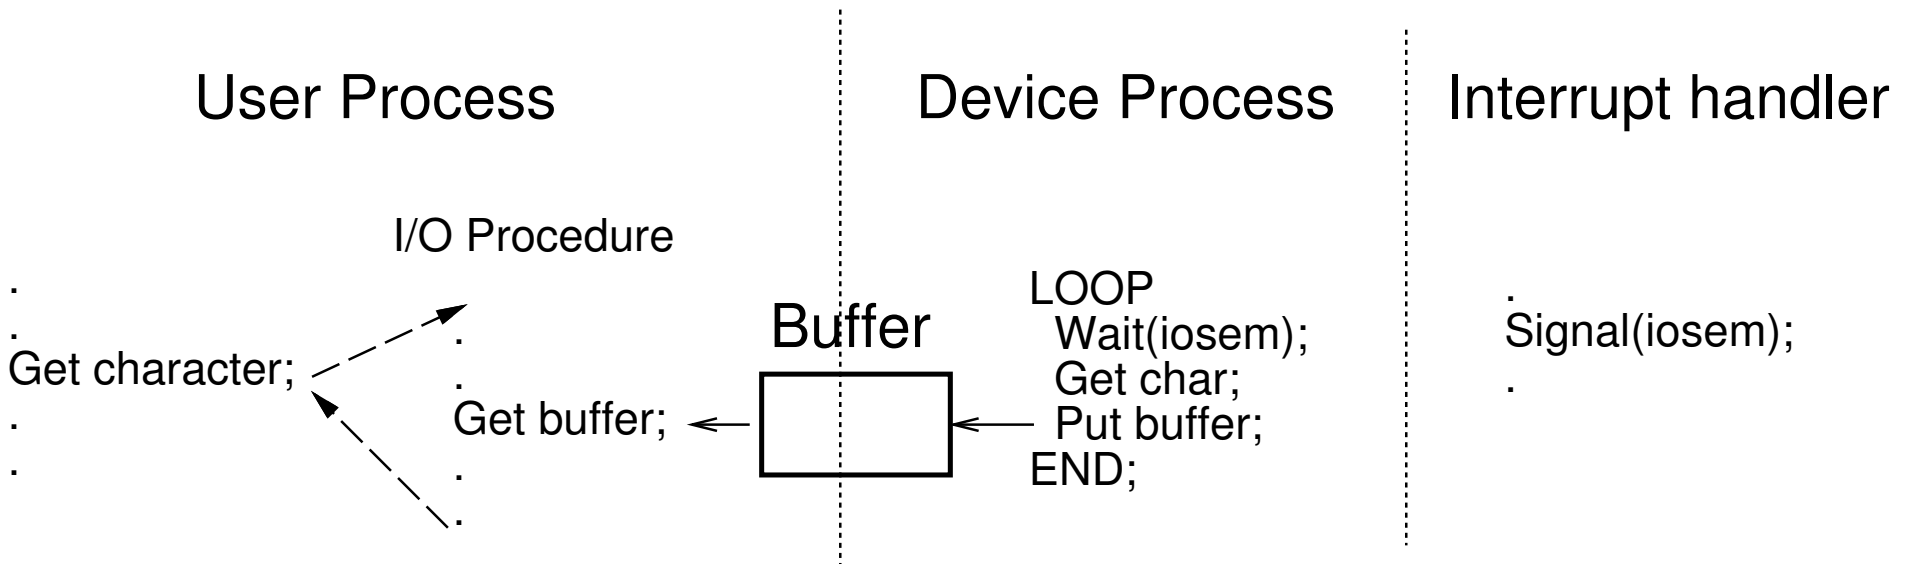 User Process
Device Process
Interrupt handler
I/O Procedure
.
.
Get character;
.
.
.
.
Get buffer;
.
.
Buffer
LOOP
Wait(iosem);
Get char;
Put buffer;
END;
.
Signal(iosem);
.